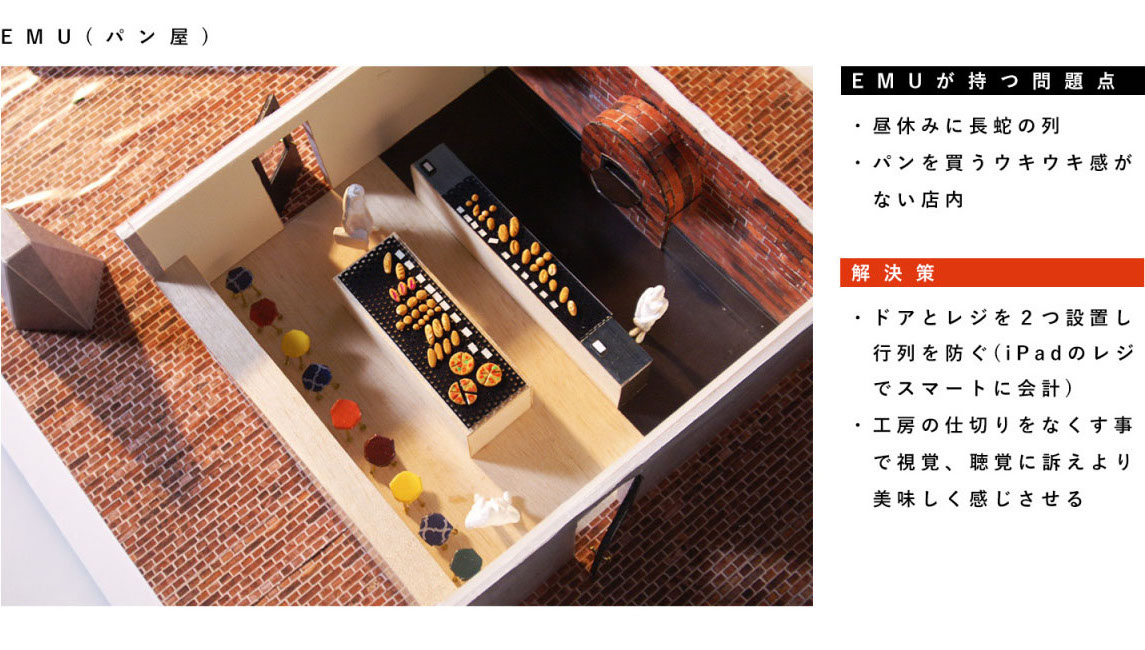 EMU(パン屋)
EMUが持つ問題点
・昼休みに長蛇の列
・パンを買うウキウキ感が
ない店内
解決策
・ドアとレジを２つ設置し
行列を防ぐ(iPadのレジ
でスマートに会計)
・工房の仕切りをなくす事
で視覚、聴覚に訴えより
美味しく感じさせる